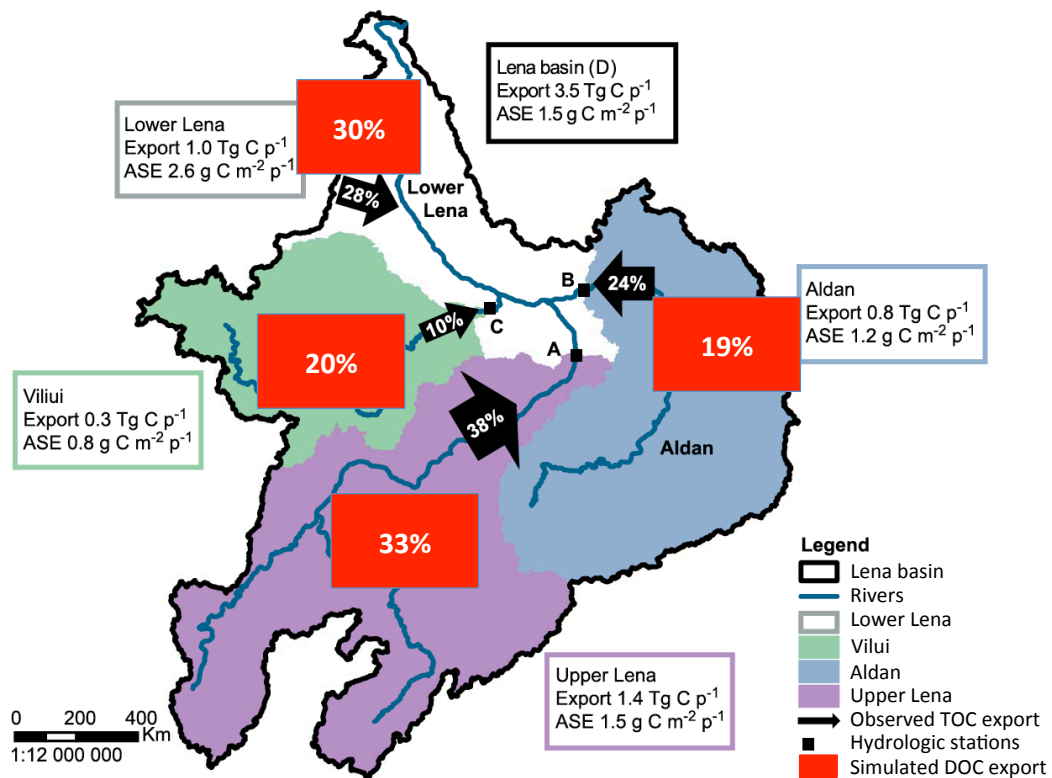 Lena basin (D)
Export 3.5 Tg C p⁻¹
ASE 1.5 g C m⁻² p⁻¹
Lower Lena
Export 1.0 Tg C p⁻¹
ASE 2.6 g C m⁻² p⁻¹
30%
28%
Lower
Lena
B
24%
C
10%
A
20%
19%
Aldan
Export 0.8 Tg C p⁻¹
ASE 1.2 g C m⁻² p⁻¹
Viliui
Export 0.3 Tg C p⁻¹
ASE 0.8 g C m⁻² p⁻¹
38%
Aldan
33%
Upper Lena
Export 1.4 Tg C p⁻¹
ASE 1.5 g C m⁻² p⁻¹
0 200 400
Km
1:12 000 000
Legend
Lena basin
Rivers
Lower Lena
Vilui
Aldan
Upper Lena
Observed TOC export
Hydrologic stations
Simulated DOC export